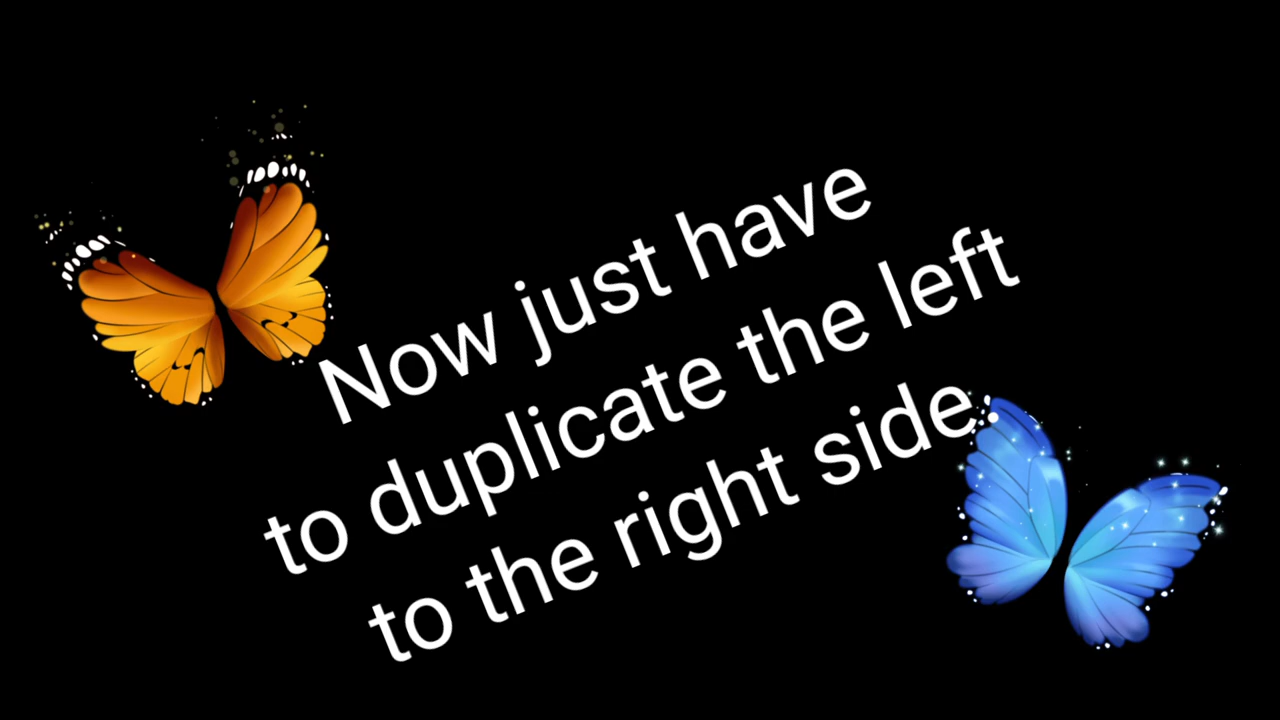 Now just have
to duplicate the left
to the right side.